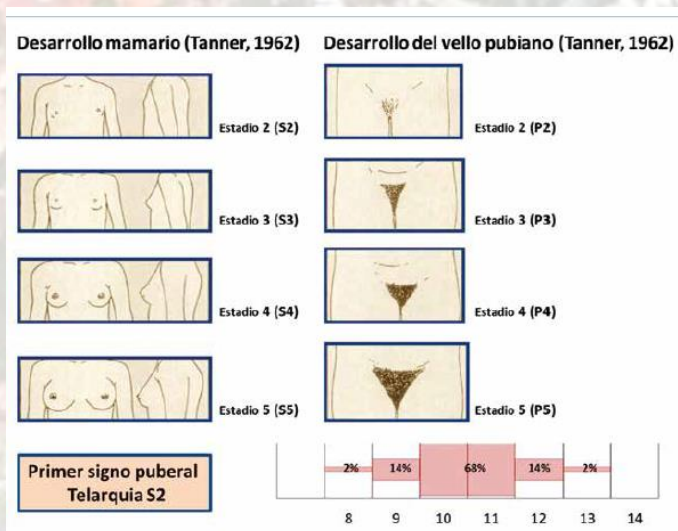 Desarrollo mamario (Tanner, 1962)
Desarrollo del vello pubiano (Tanner, 1962)
Estadio 2 (S2)
Estadio 2 (P2)
Estadio 3 (S3)
Estadio 3 (P3)
Estadio 4 (S4)
Estadio 4 (P4)
Estadio 5 (S5)
Estadio 5 (P5)
Primer signo puberal
Telarquia S2
2% 14% 68% 14% 2%
8 9 10 11 12 13 14